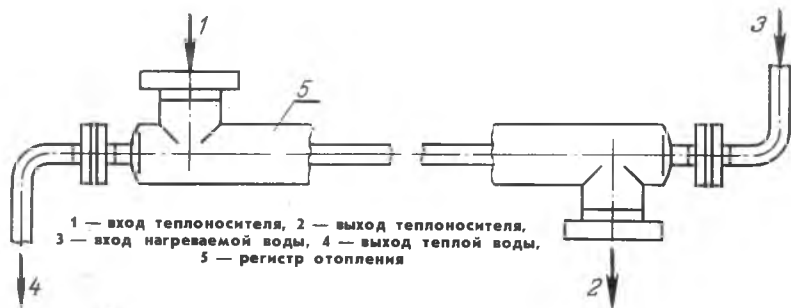 1
3
5
1 — вход теплоносителя, 2 — выход теплоносителя,
3 — вход нагреваемой воды, 4 — выход теплой воды,
5 — регистр отопления
4
2